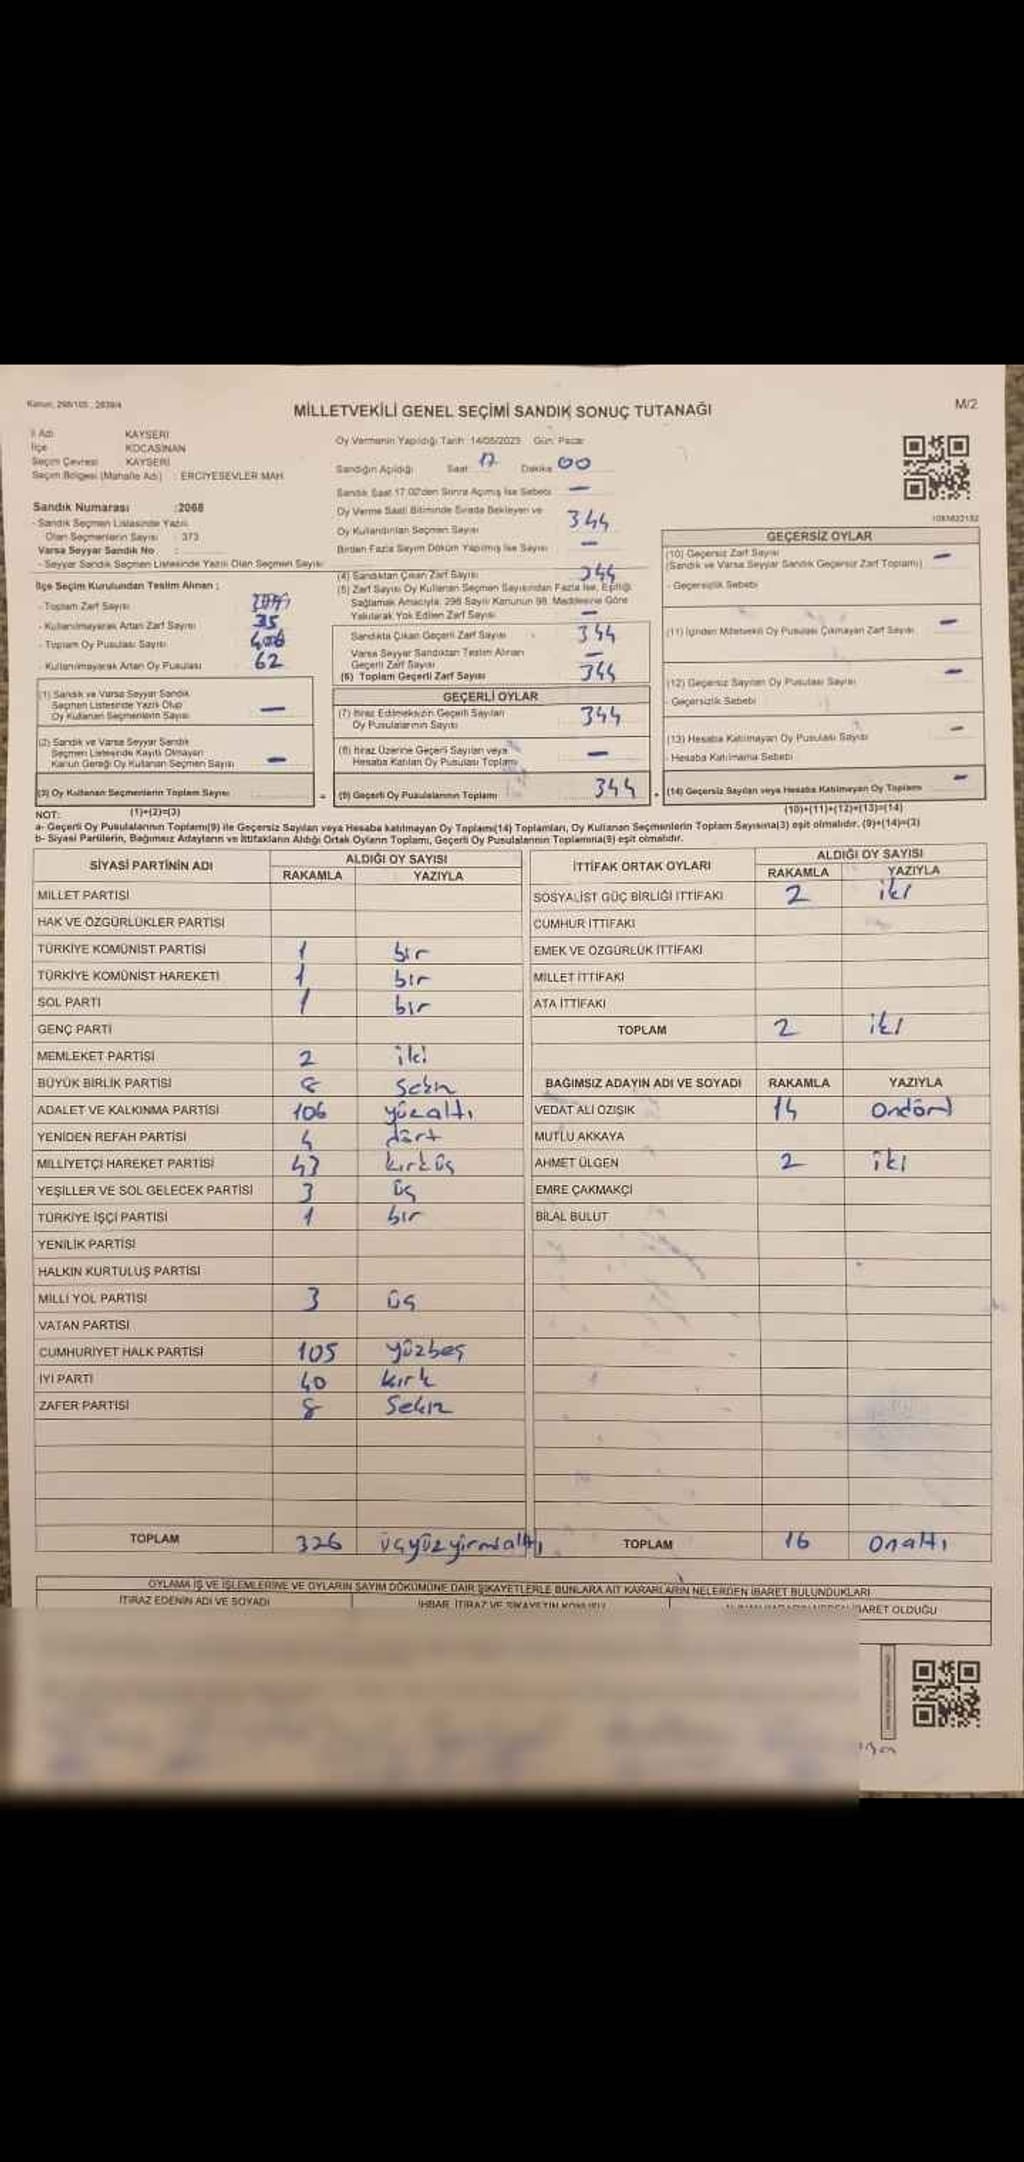 Kanun: 298/105 , 2839/4
MİLLETVEKİLİ GENEL SEÇİMİ SANDIK SONUÇ TUTANAĞI
M/2
İl Adı KAYSERİ
İlçe KOCASİNAN
Seçim Çevresi KAYSERİ
Seçim Bölgesi (Mahalle Adı) : ERCİYESEVLER MAH
Sandık Numarası :2068
- Sandık Seçmen Listesinde Yazılı
Olan Seçmenlerin Sayısı : 373
Varsa Seyyar Sandık No :
- Seyyar Sandık Seçmen Listesinde Yazılı Olan Seçmen Sayısı
İlçe Seçim Kurulundan Teslim Alınan ;
- Toplam Zarf Sayısı
- Kullanılmayarak Artan Zarf Sayısı 35
- Toplam Oy Pusulası Sayısı 406
- Kullanılmayarak Artan Oy Pusulası 62
(1) Sandık ve Varsa Seyyar Sandık
Seçmen Listesinde Yazılı Olup
Oy Kullanan Seçmenlerin Sayısı —
(2) Sandık ve Varsa Seyyar Sandık
Seçmen Listesinde Kayıtlı Olmayan
Kanun Gereği Oy Kullanan Seçmen Sayısı —
(3) Oy Kullanan Seçmenlerin Toplam Sayısı =
Oy Vermenin Yapıldığı Tarih: 14/05/2023 Gün: Pazar
Sandığın Açıldığı Saat 17 Dakika 00
Sandık Saat 17.00'den Sonra Açılmış İse Sebebi —
Oy Verme Saati Bitiminde Sırada Bekleyen ve
Oy Kullandırılan Seçmen Sayısı 344
Birden Fazla Sayım Döküm Yapılmış İse Sayısı —
(4) Sandıktan Çıkan Zarf Sayısı 344
(5) Zarf Sayısı Oy Kullanan Seçmen Sayısından Fazla İse, Eşitliği
Sağlamak Amacıyla, 298 Sayılı Kanunun 98. Maddesine Göre
Yakılarak Yok Edilen Zarf Sayısı —
Sandıkta Çıkan Geçerli Zarf Sayısı 344
Varsa Seyyar Sandıktan Teslim Alınan
Geçerli Zarf Sayısı —
(6) Toplam Geçerli Zarf Sayısı 344
GEÇERLİ OYLAR
(7) İtiraz Edilmeksizin Geçerli Sayılan
Oy Pusulalarının Sayısı 344
(8) İtiraz Üzerine Geçerli Sayılan veya
Hesaba Katılan Oy Pusulası Toplamı —
(9) Geçerli Oy Pusulalarının Toplamı 344 +
1085822182
GEÇERSİZ OYLAR
(10) Geçersiz Zarf Sayısı —
(Sandık ve Varsa Seyyar Sandık Geçersiz Zarf Toplamı)
- Geçersizlik Sebebi
(11) İçinden Milletvekili Oy Pusulası Çıkmayan Zarf Sayısı —
(12) Geçersiz Sayılan Oy Pusulası Sayısı —
- Geçersizlik Sebebi
(13) Hesaba Katılmayan Oy Pusulası Sayısı —
- Hesaba Katılmama Sebebi
(14) Geçersiz Sayılan veya Hesaba Katılmayan Oy Toplamı —
NOT: (1)+(2)=(3) (10)+(11)+(12)+(13)=(14)
a- Geçerli Oy Pusulalarının Toplamı(9) ile Geçersiz Sayılan veya Hesaba katılmayan Oy Toplamı(14) Toplamları, Oy Kullanan Seçmenlerin Toplam Sayısına(3) eşit olmalıdır. (9)+(14)=(3)
b- Siyasi Partilerin, Bağımsız Adayların ve İttifakların Aldığı Ortak Oyların Toplamı, Geçerli Oy Pusulalarının Toplamına(9) eşit olmalıdır.
SİYASİ PARTİNİN ADI ALDIĞI OY SAYISI
RAKAMLA YAZIYLA
MİLLET PARTİSİ
HAK VE ÖZGÜRLÜKLER PARTİSİ
TÜRKİYE KOMÜNİST PARTİSİ 1 bir
TÜRKİYE KOMÜNİST HAREKETİ 1 bir
SOL PARTİ 1 bir
GENÇ PARTİ
MEMLEKET PARTİSİ 2 iki
BÜYÜK BİRLİK PARTİSİ 8 Sekiz
ADALET VE KALKINMA PARTİSİ 106 yüzaltı
YENİDEN REFAH PARTİSİ 4 dört
MİLLİYETÇİ HAREKET PARTİSİ 43 kırküç
YEŞİLLER VE SOL GELECEK PARTİSİ 3 üç
TÜRKİYE İŞÇİ PARTİSİ 1 bir
YENİLİK PARTİSİ
HALKIN KURTULUŞ PARTİSİ
MİLLİ YOL PARTİSİ 3 üç
VATAN PARTİSİ
CUMHURİYET HALK PARTİSİ 105 yüzbeş
İYİ PARTİ 40 kırk
ZAFER PARTİSİ 8 Sekiz
TOPLAM 326 üçyüzyirmialtı
İTTİFAK ORTAK OYLARI ALDIĞI OY SAYISI
RAKAMLA YAZIYLA
SOSYALİST GÜÇ BİRLİĞİ İTTİFAKI 2 iki
CUMHUR İTTİFAKI
EMEK VE ÖZGÜRLÜK İTTİFAKI
MİLLET İTTİFAKI
ATA İTTİFAKI
TOPLAM 2 iki
BAĞIMSIZ ADAYIN ADI VE SOYADI RAKAMLA YAZIYLA
VEDAT ALİ ÖZIŞIK 14 Ondört
MUTLU AKKAYA
AHMET ÜLGEN 2 iki
EMRE ÇAKMAKÇİ
BİLAL BULUT
TOPLAM 16 Onaltı
OYLAMA İŞ VE İŞLEMLERİNE VE OYLARIN SAYIM DÖKÜMÜNE DAİR ŞİKAYETLERLE BUNLARA AİT KARARLARIN NELERDEN İBARET BULUNDUKLARI
İTİRAZ EDENİN ADI VE SOYADI İHBAR, İTİRAZ VE ŞİKAYETİN KONUSU İBARET OLDUĞU